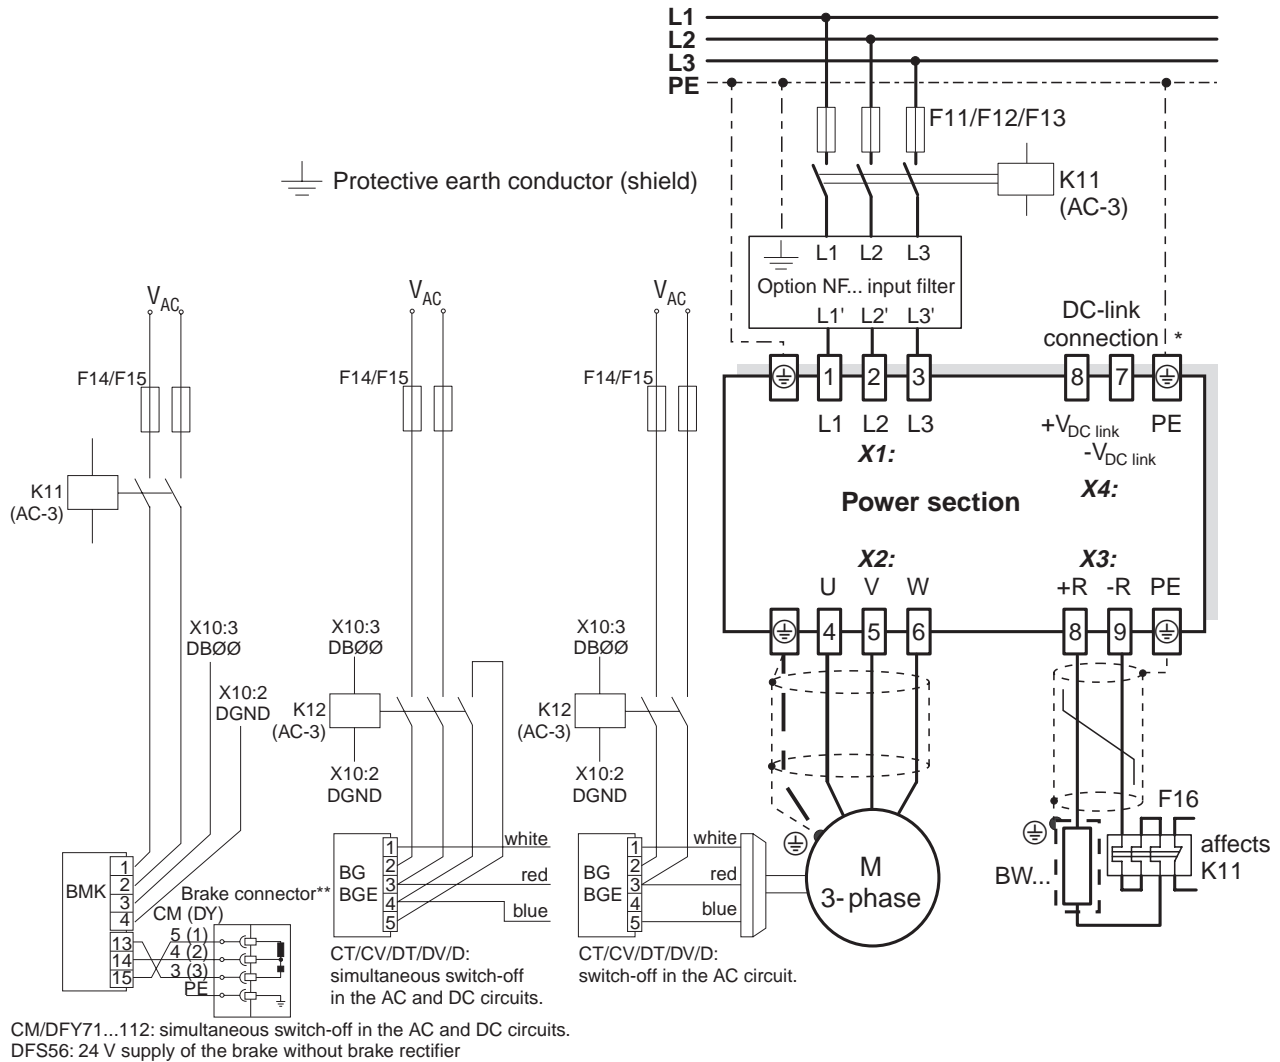 L1
L2
L3
PE
F11/F12/F13
Protective earth conductor (shield)
K11
(AC-3)
L1 L2 L3
Option NF... input filter
L1' L2' L3'
DC-link
connection *
VAC
VAC
VAC
F14/F15
F14/F15
F14/F15
1 2 3
8 7
L1 L2 L3
+VDC link
PE
-VDC link
X1:
X4:
Power section
K11
(AC-3)
X2:
X3:
U V W
+R -R PE
4 5 6
8 9
X10:3
DBØØ
X10:2
DGND
X10:3
DBØØ
K12
(AC-3)
X10:2
DGND
X10:3
DBØØ
K12
(AC-3)
X10:2
DGND
F16
affects
K11
BW...
M
3-phase
BMK
1
2
3
4
13
14
15
Brake connector**
CM (DY)
5 (1)
4 (2)
3 (3)
PE
BG
BGE
1
2
3
4
5
white
red
blue
CT/CV/DT/DV/D:
simultaneous switch-off
in the AC and DC circuits.
BG
BGE
1
2
3
4
5
white
red
blue
CT/CV/DT/DV/D:
switch-off in the AC circuit.
CM/DFY71...112: simultaneous switch-off in the AC and DC circuits.
DFS56: 24 V supply of the brake without brake rectifier